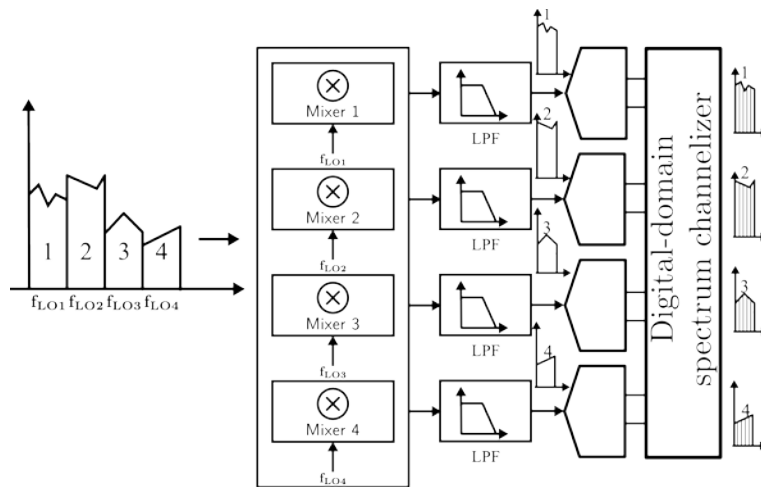 1 2 3 4
fLO1 fLO2 fLO3 fLO4
Mixer 1
fLO1
Mixer 2
fLO2
Mixer 3
fLO3
Mixer 4
fLO4
LPF
LPF
LPF
LPF
1
2
3
4
Digital-domain
spectrum channelizer
1
2
3
4